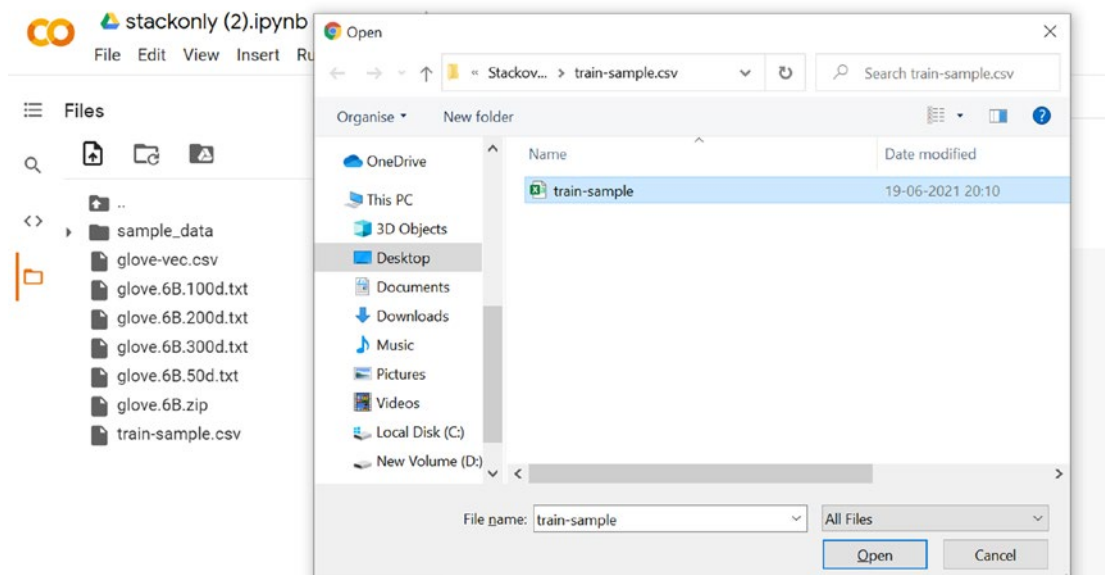 stackonly (2).ipynb
File Edit View Insert Ru
Files
..
sample_data
glove-vec.csv
glove.6B.100d.txt
glove.6B.200d.txt
glove.6B.300d.txt
glove.6B.50d.txt
glove.6B.zip
train-sample.csv
Open
« Stackov... > train-sample.csv
Search train-sample.csv
Organise New folder
Name Date modified
train-sample 19-06-2021 20:10
OneDrive
This PC
3D Objects
Desktop
Documents
Downloads
Music
Pictures
Videos
Local Disk (C:)
New Volume (D:)
File name: train-sample
All Files
Open Cancel